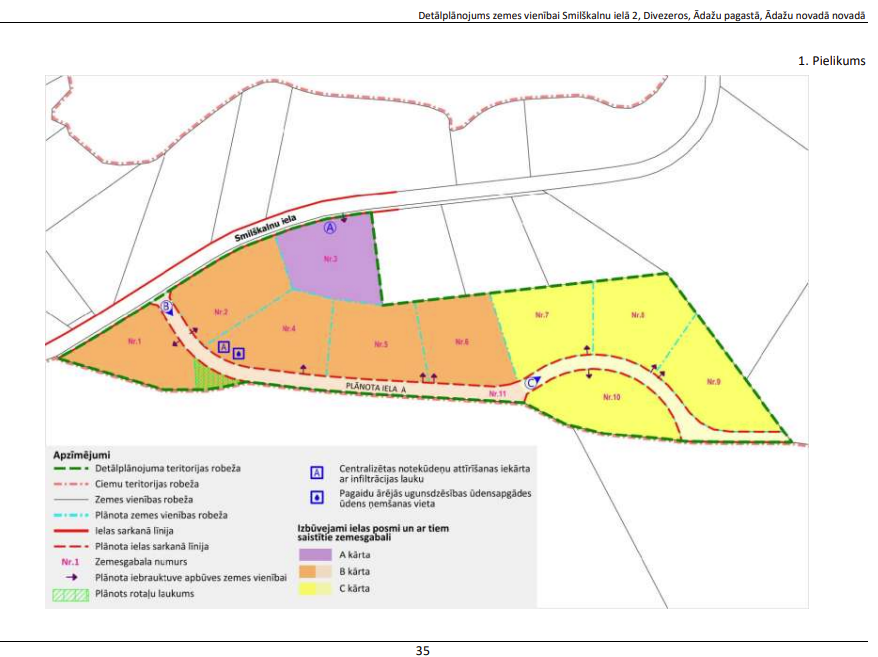 Detālplānojums zemes vienībai Smilškalnu ielā 2, Divezeros, Ādažu pagastā, Ādažu novadā novadā
1. Pielikums
Smilškalnu iela
A
Nr.3
B
Nr.2
Nr.7
Nr.8
Nr.4
Nr.1
Nr.5
Nr.6
A
C
Nr.9
PLĀNOTA IELA A
Nr.11
Nr.10
Apzīmējumi
Detālplānojuma teritorijas robeža
Ciemu teritorijas robeža
Zemes vienības robeža
Plānota zemes vienību robeža
Ielas sarkanā līnija
Plānota ielas sarkanā līnija
Nr.1 Zemesgabala numurs
Plānota iebrauktuve apbūves zemes vienībai
Plānots rotaļu laukums
A Centralizētas notekūdeņu attīrīšanas iekārta
ar infiltrācijas lauku
Pagaidu ārējās ugunsdzēsības ūdensapgādes
ūdens ņemšanas vieta
Izbūvējami ielas posmi un ar tiem
saistītie zemesgabali
A kārta
B kārta
C kārta
35